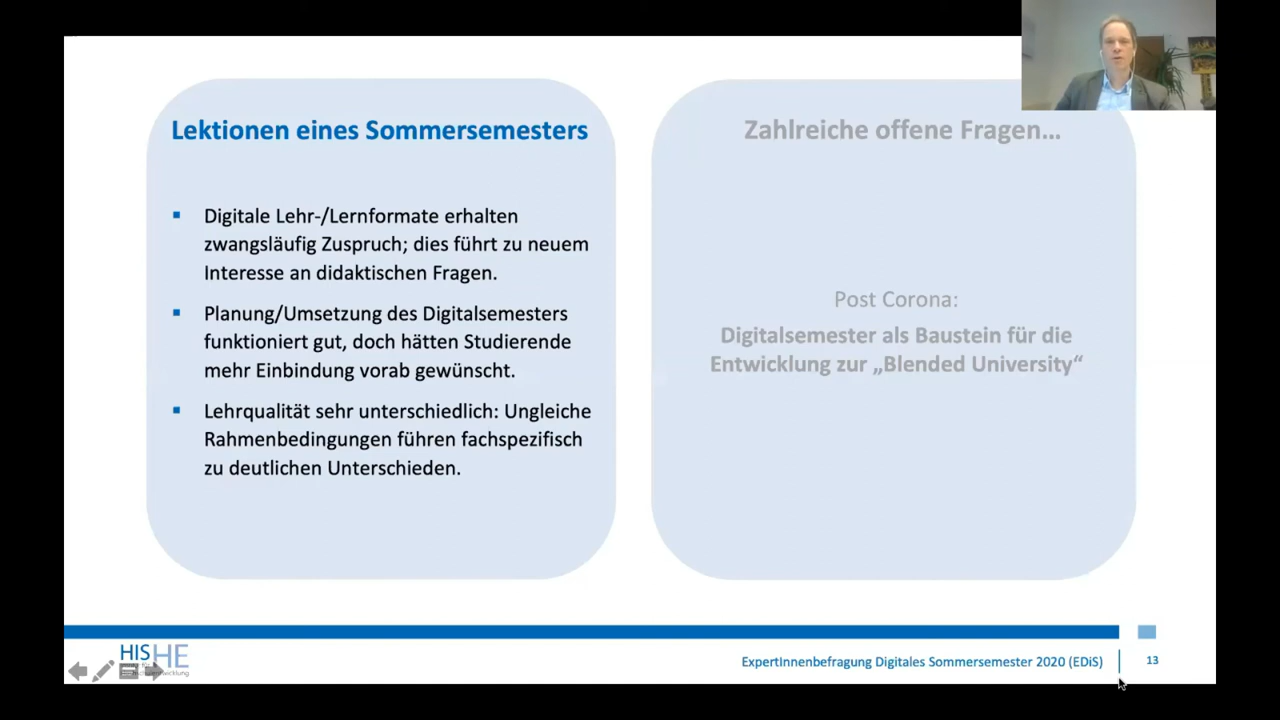 Lektionen eines Sommersemesters
▪ Digitale Lehr-/Lernformate erhalten
zwangsläufig Zuspruch; dies führt zu neuem
Interesse an didaktischen Fragen.
▪ Planung/Umsetzung des Digitalsemesters
funktioniert gut, doch hätten Studierende
mehr Einbindung vorab gewünscht.
▪ Lehrqualität sehr unterschiedlich: Ungleiche
Rahmenbedingungen führen fachspezifisch
zu deutlichen Unterschieden.
Zahlreiche offene Fragen…
Post Corona:
Digitalsemester als Baustein für die
Entwicklung zur „Blended University“
HIS HE
ExpertInnenbefragung Digitales Sommersemester 2020 (EDiS)
13